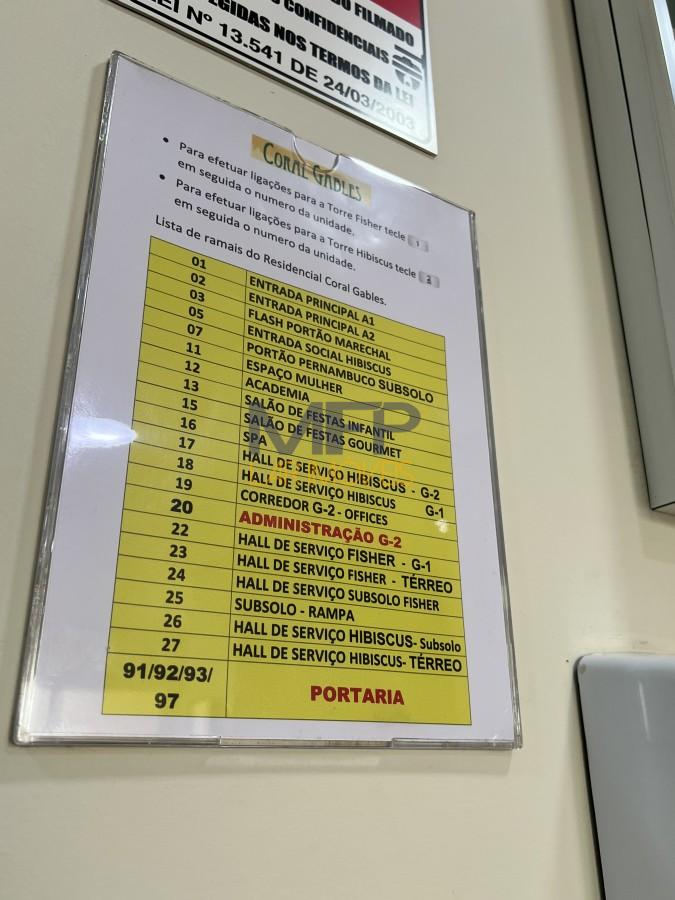 DO FILMADO
CONFIDENCIAIS
EGIDAS NOS TERMOS DA LEI
LEI Nº 13.541 DE 24/03/2003
CORAL GABLES
• Para efetuar ligações para a Torre Fisher tecle 1
em seguida o numero da unidade.
• Para efetuar ligações para a Torre Hibiscus tecle 2
em seguida o numero da unidade.
Lista de ramais do Residencial Coral Gables.
01 ENTRADA PRINCIPAL A1
02 ENTRADA PRINCIPAL A2
03 FLASH PORTÃO MARECHAL
05 ENTRADA SOCIAL HIBISCUS
07 PORTÃO PERNAMBUCO SUBSOLO
11 ESPAÇO MULHER
12 ACADEMIA
13 SALÃO DE FESTAS INFANTIL
15 SALÃO DE FESTAS GOURMET
16 SPA
17 HALL DE SERVIÇO HIBISCUS - G-2
18 HALL DE SERVIÇO HIBISCUS G-1
19 CORREDOR G-2 - OFFICES
20 ADMINISTRAÇÃO G-2
22 HALL DE SERVIÇO FISHER - G-1
23 HALL DE SERVIÇO FISHER - TÉRREO
24 HALL DE SERVIÇO SUBSOLO FISHER
25 SUBSOLO - RAMPA
26 HALL DE SERVIÇO HIBISCUS- Subsolo
27 HALL DE SERVIÇO HIBISCUS- TÉRREO
91/92/93/
97 PORTARIA
MFP